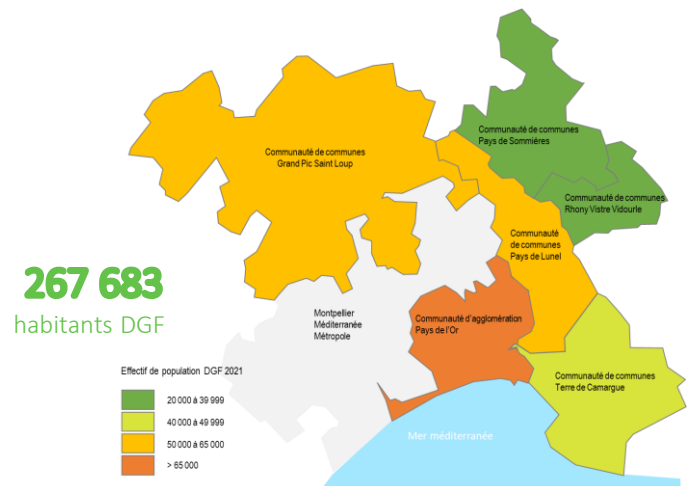 Communauté de communes
Pays de Sommières
Communauté de communes
Grand Pic Saint Loup
Communauté de communes
Rhony Vistre Vidourle
Communauté
de communes
Pays de Lunel
267 683
habitants DGF
Montpellier
Méditerranée
Métropole
Communauté d'agglomération
Pays de l'Or
Effectif de population DGF 2021
20 000 à 39 999
40 000 à 49 999
50 000 à 65 000
> 65 000
Communauté de communes
Terre de Camargue
Mer méditerranée